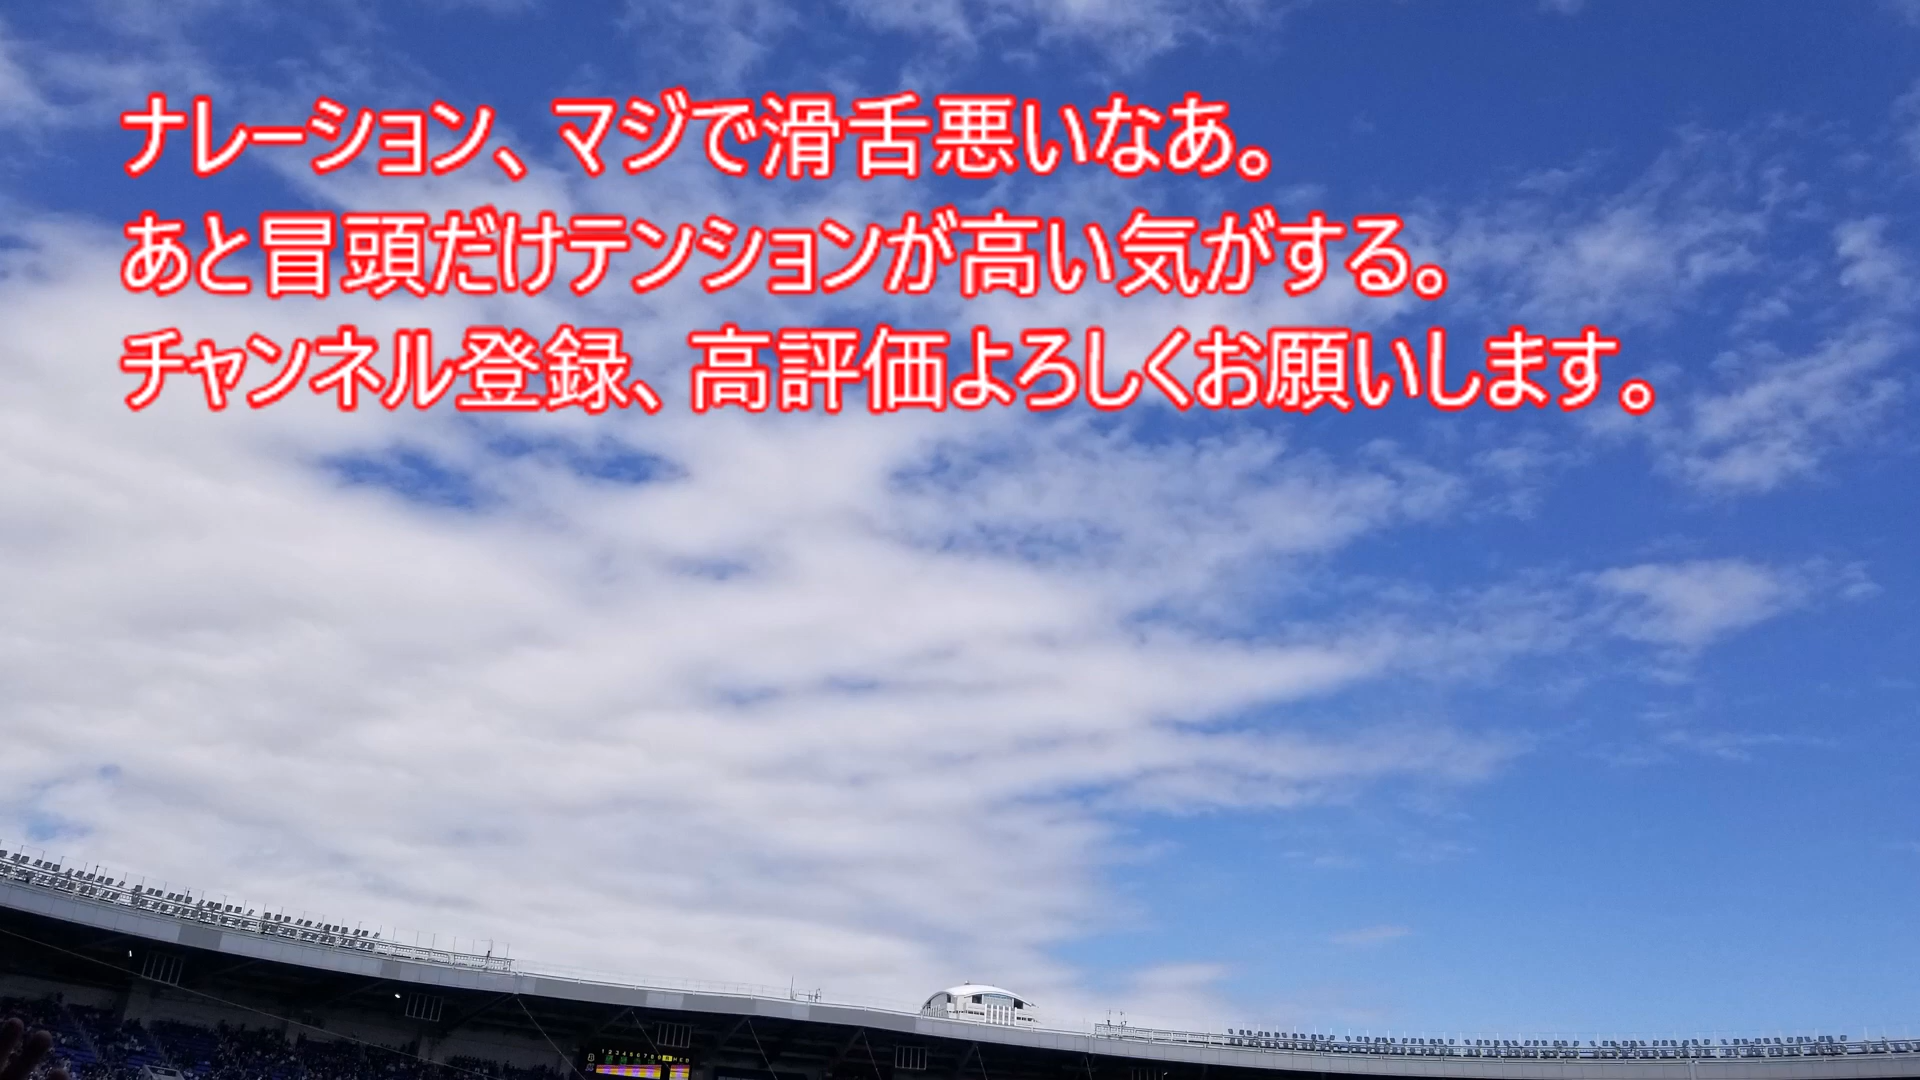 ナレーション、マジで滑舌悪いなあ。
あと冒頭だけテンションが高い気がする。
チャンネル登録、高評価よろしくお願いします。